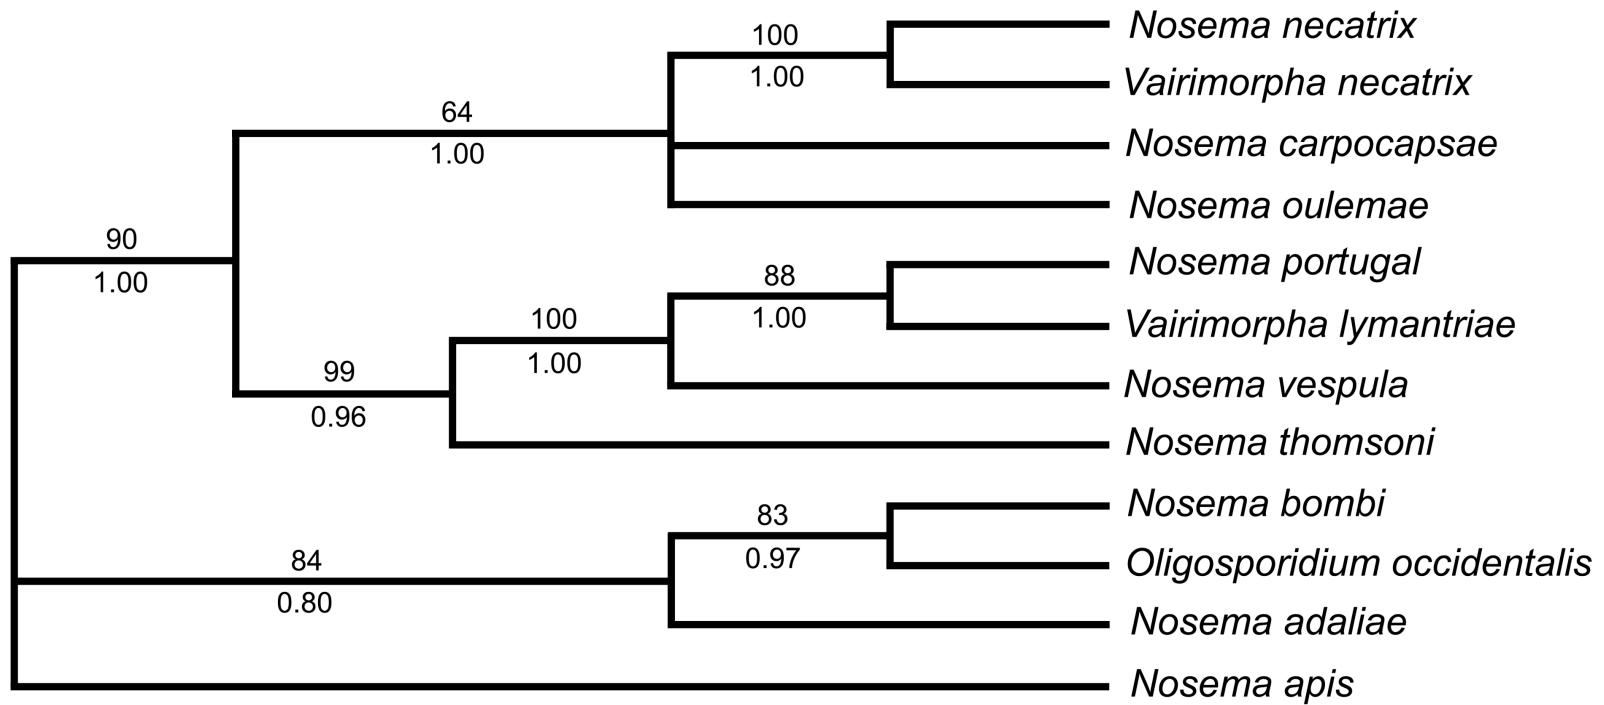 Nosema necatrix
100
1.00
Vairimorpha necatrix
64
1.00
Nosema carpocapsae
Nosema oulemae
90
1.00
Nosema portugal
88
1.00
Vairimorpha lymantriae
100
1.00
Nosema vespula
99
0.96
Nosema thomsoni
Nosema bombi
83
0.97
Oligosporidium occidentalis
84
0.80
Nosema adaliae
Nosema apis